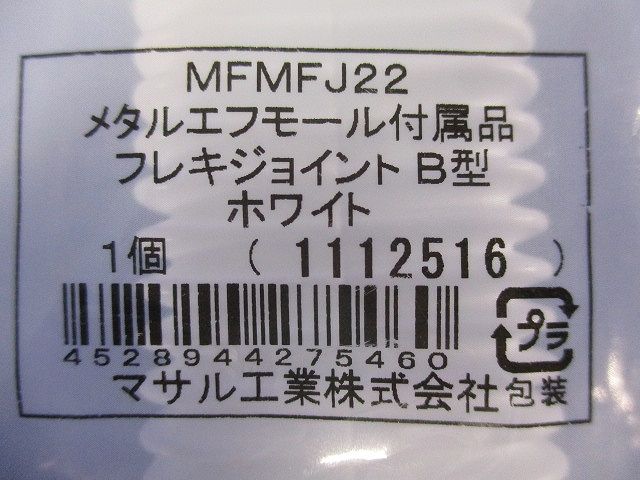 MFMFJ22
メタルエフモール付属品
フレキジョイント B型
ホワイト
1個 (1112516)
4528944275460
プラ
マサル工業株式会社 包装